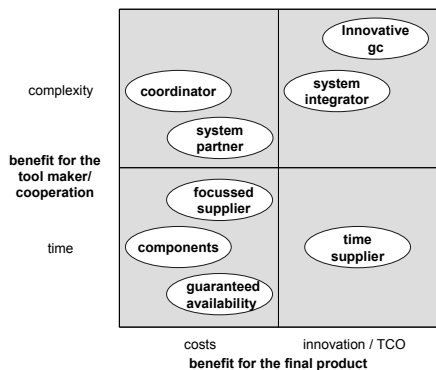 Innovative
gc
complexity
coordinator
system
integrator
system
partner
benefit for the
tool maker/
cooperation
focussed
supplier
time
components
time
supplier
guaranteed
availability
costs
innovation / TCO
benefit for the final product